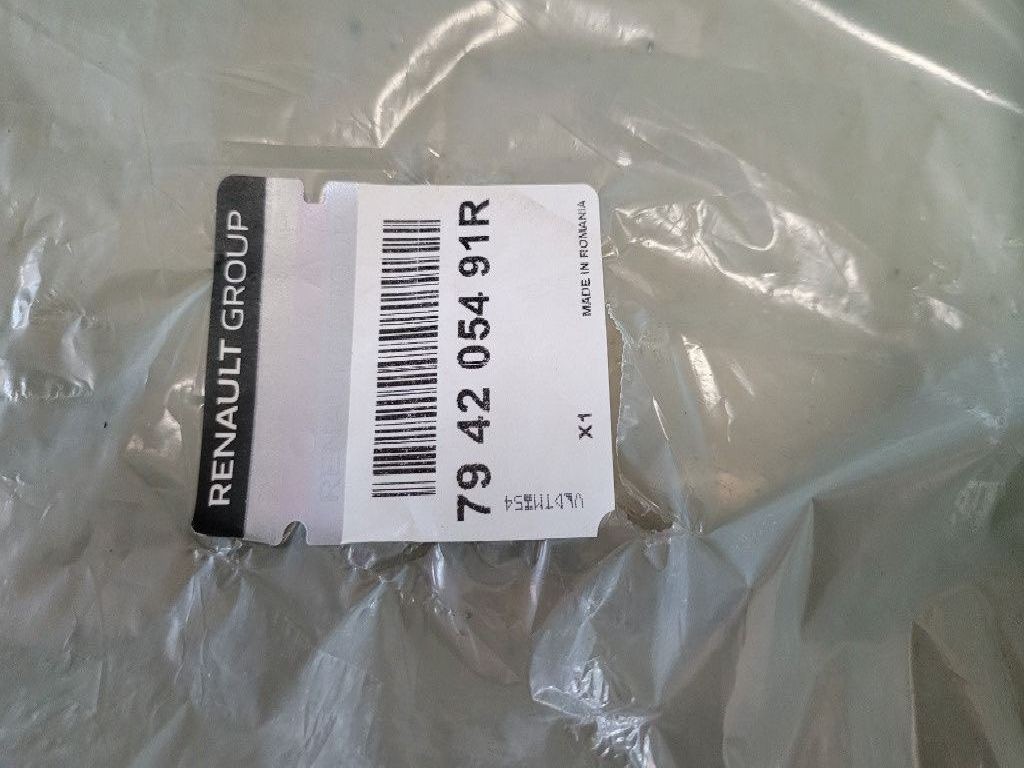 RENAULT GROUP
79 42 054 91R
X1
MADE IN ROMANIA